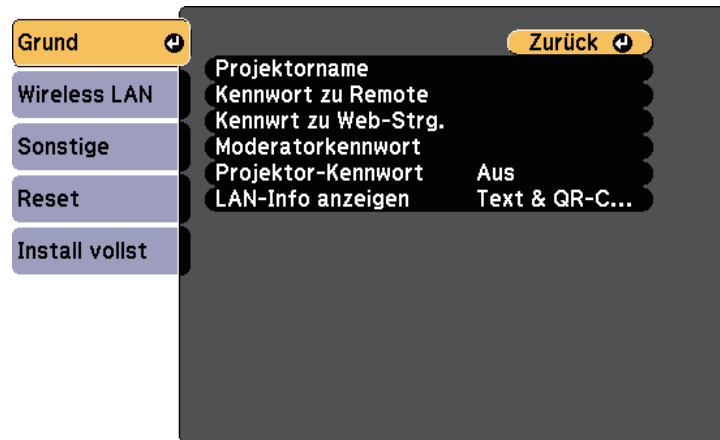 Grund
Wireless LAN
Sonstige
Reset
Install vollst
Zurück
Projektorname
Kennwort zu Remote
Kennwrt zu Web-Strg.
Moderatorkennwort
Projektor-Kennwort Aus
LAN-Info anzeigen Text & QR-C...